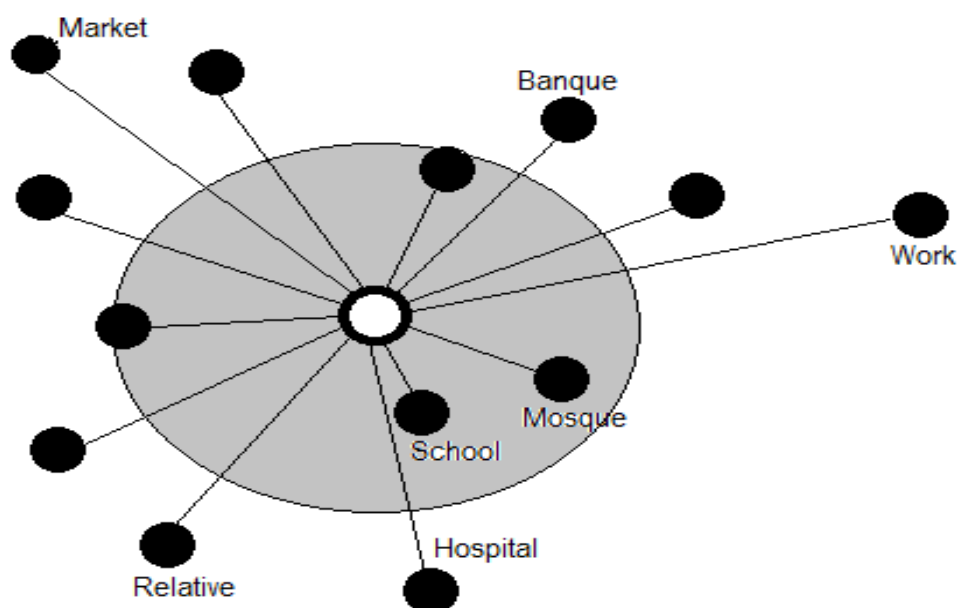 Market
Banque
Work
Mosque
School
Hospital
Relative